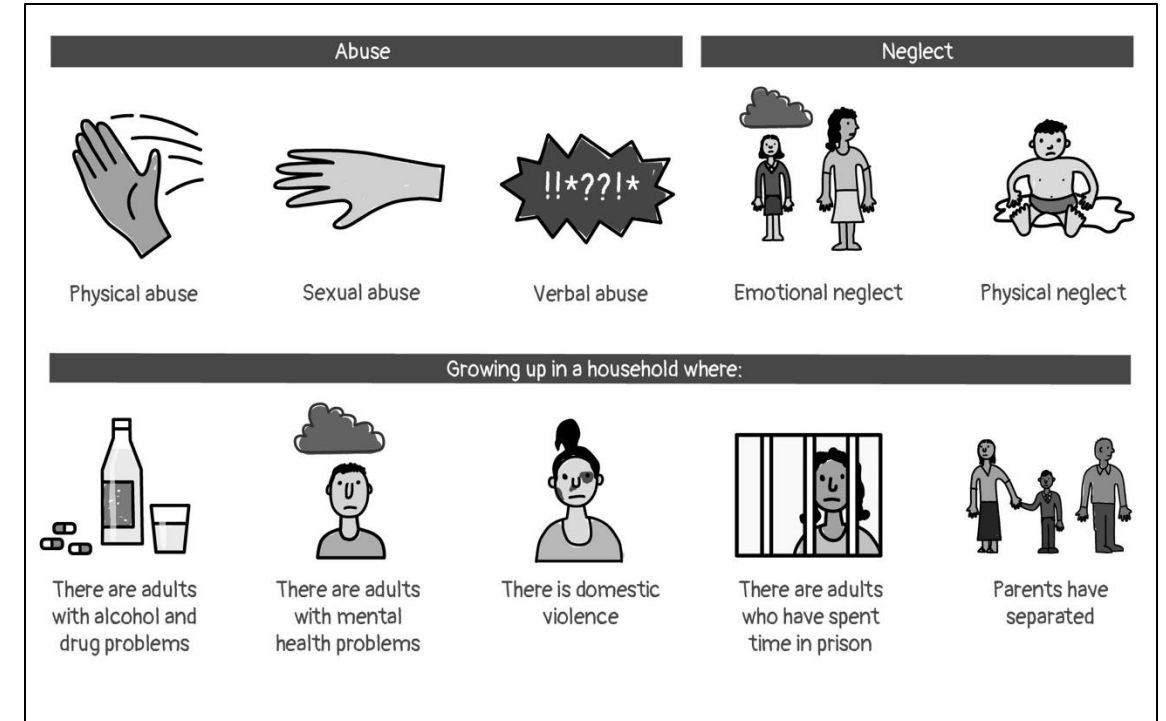 Abuse
Neglect
!!*??!*
Physical abuse
Sexual abuse
Verbal abuse
Emotional neglect
Physical neglect
Growing up in a household where:
There are adults
with alcohol and
drug problems
There are adults
with mental
health problems
There is domestic
violence
There are adults
who have spent
time in prison
Parents have
separated